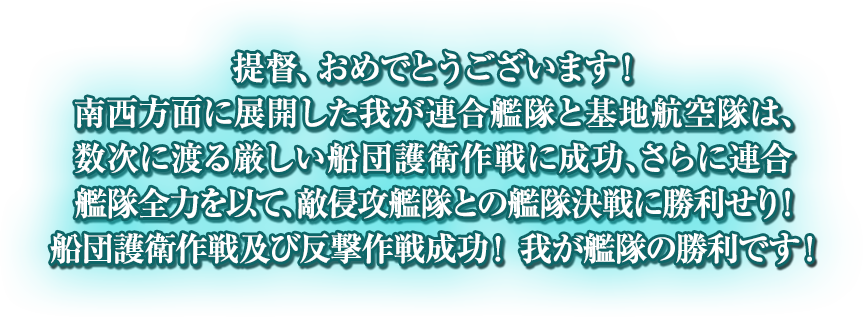 提督、おめでとうございます！
南西方面に展開した我が連合艦隊と基地航空隊は、
数次に渡る厳しい船団護衛作戦に成功、さらに連合
艦隊全力を以て、敵侵攻艦隊との艦隊決戦に勝利せり！
船団護衛作戦及び反撃作戦成功！ 我が艦隊の勝利です！